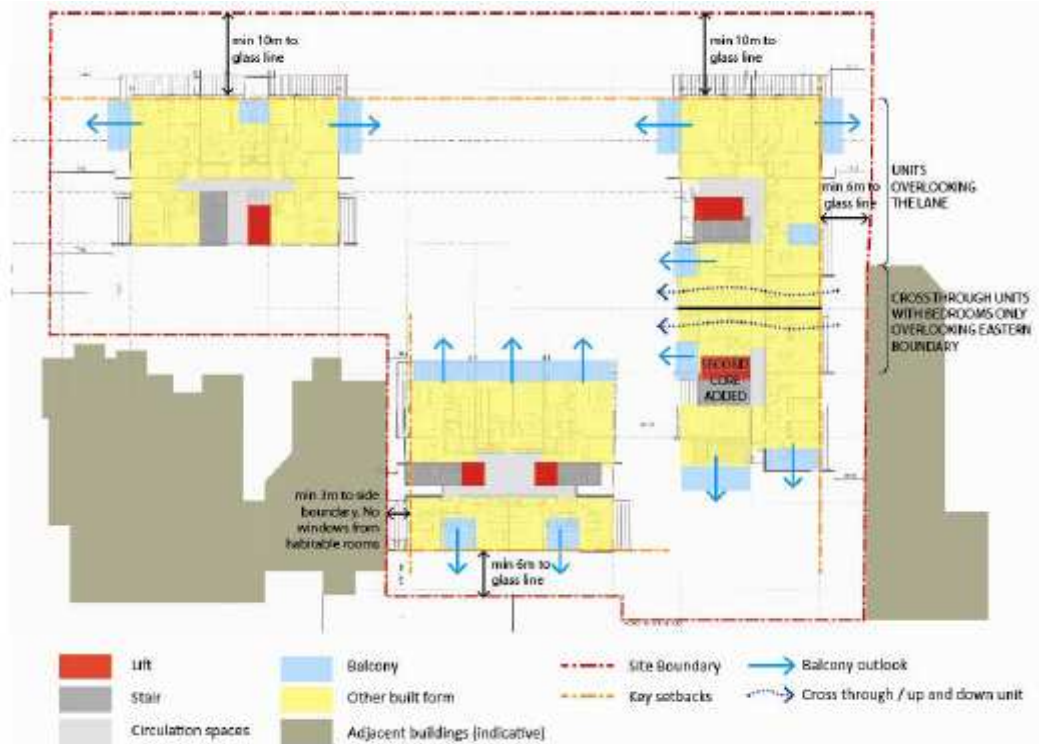 min 10m to
glass line
min 10m to
glass line
UNITS
OVERLOOKING
THE LANE
min 6m to
glass line
CROSS THROUGH UNITS
WITH BEDROOMS ONLY
OVERLOOKING EASTERN
BOUNDARY
SECOND
CORE
ADDED
min 3m to side
boundary. No
windows from
habitable rooms
min 6m to
glass line
Lift
Balcony
Site Boundary
Balcony outlook
Stair
Other built form
Key setbacks
Cross through / up and down unit
Circulation spaces
Adjacent buildings (indicative)